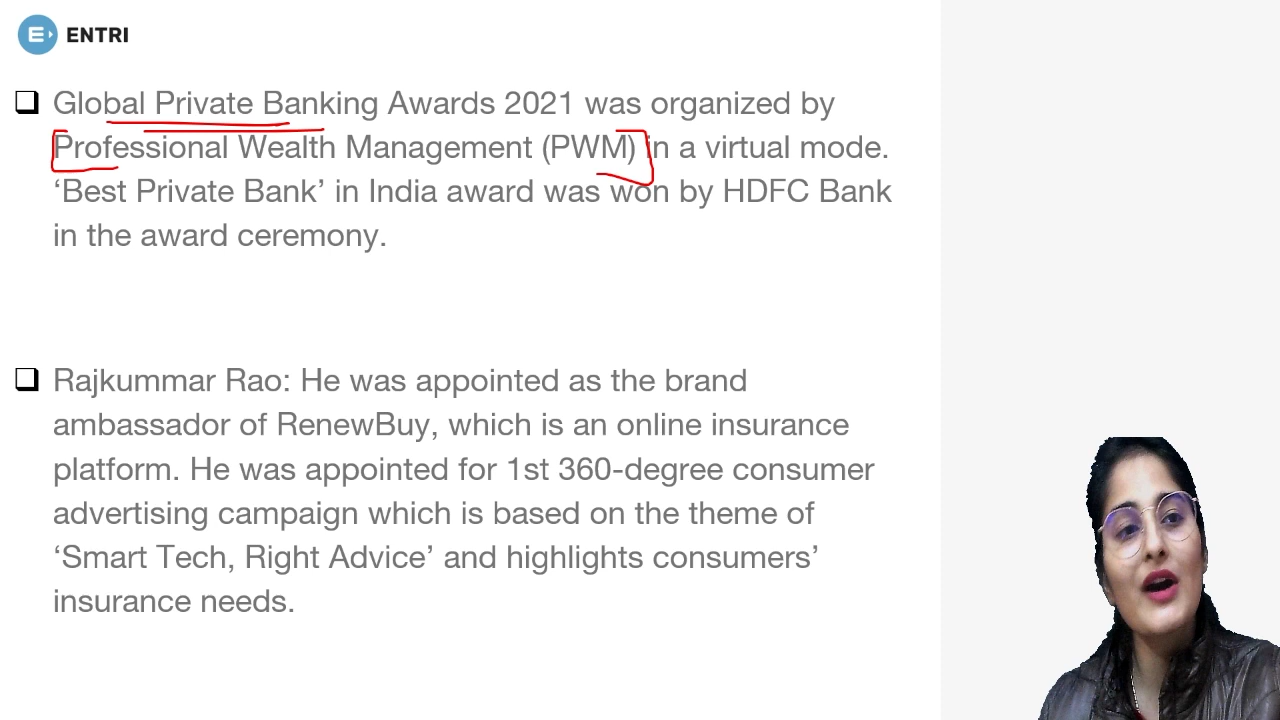 ENTRI
Global Private Banking Awards 2021 was organized by
Professional Wealth Management (PWM) in a virtual mode.
‘Best Private Bank’ in India award was won by HDFC Bank
in the award ceremony.
Rajkummar Rao: He was appointed as the brand
ambassador of RenewBuy, which is an online insurance
platform. He was appointed for 1st 360-degree consumer
advertising campaign which is based on the theme of
‘Smart Tech, Right Advice’ and highlights consumers’
insurance needs.